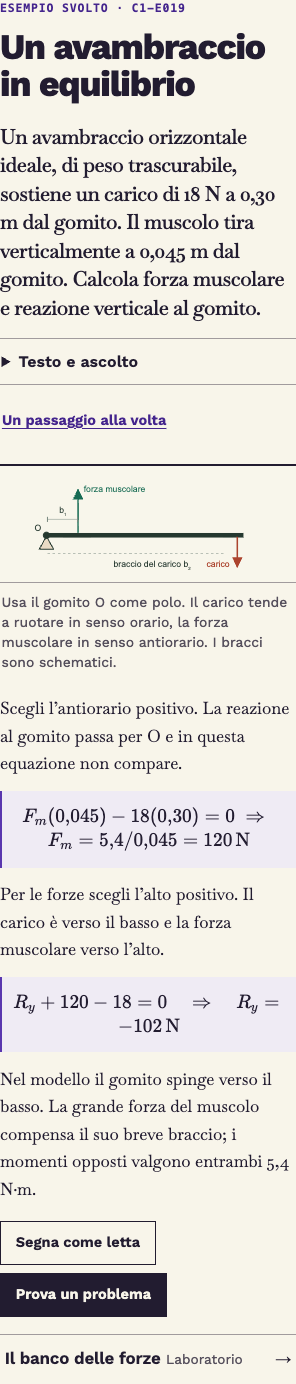 ESEMPIO SVOLTO · C1–E019
Un avambraccio
in equilibrio
Un avambraccio orizzontale
ideale, di peso trascurabile,
sostiene un carico di 18 N a 0,30
m dal gomito. Il muscolo tira
verticalmente a 0,045 m dal
gomito. Calcola forza muscolare
e reazione verticale al gomito.
▶ Testo e ascolto
Un passaggio alla volta
forza muscolare
b₁
O
braccio del carico b₂ carico
Usa il gomito O come polo. Il carico tende
a ruotare in senso orario, la forza
muscolare in senso antiorario. I bracci
sono schematici.
Scegli l’antiorario positivo. La reazione
al gomito passa per O e in questa
equazione non compare.
Fₘ(0,045) − 18(0,30) = 0 ⇒
Fₘ = 5,4/0,045 = 120 N
Per le forze scegli l’alto positivo. Il
carico è verso il basso e la forza
muscolare verso l’alto.
R_y + 120 − 18 = 0 ⇒ R_y =
−102 N
Nel modello il gomito spinge verso il
basso. La grande forza del muscolo
compensa il suo breve braccio; i
momenti opposti valgono entrambi 5,4
N·m.
Segna come letta
Prova un problema
Il banco delle forze Laboratorio →